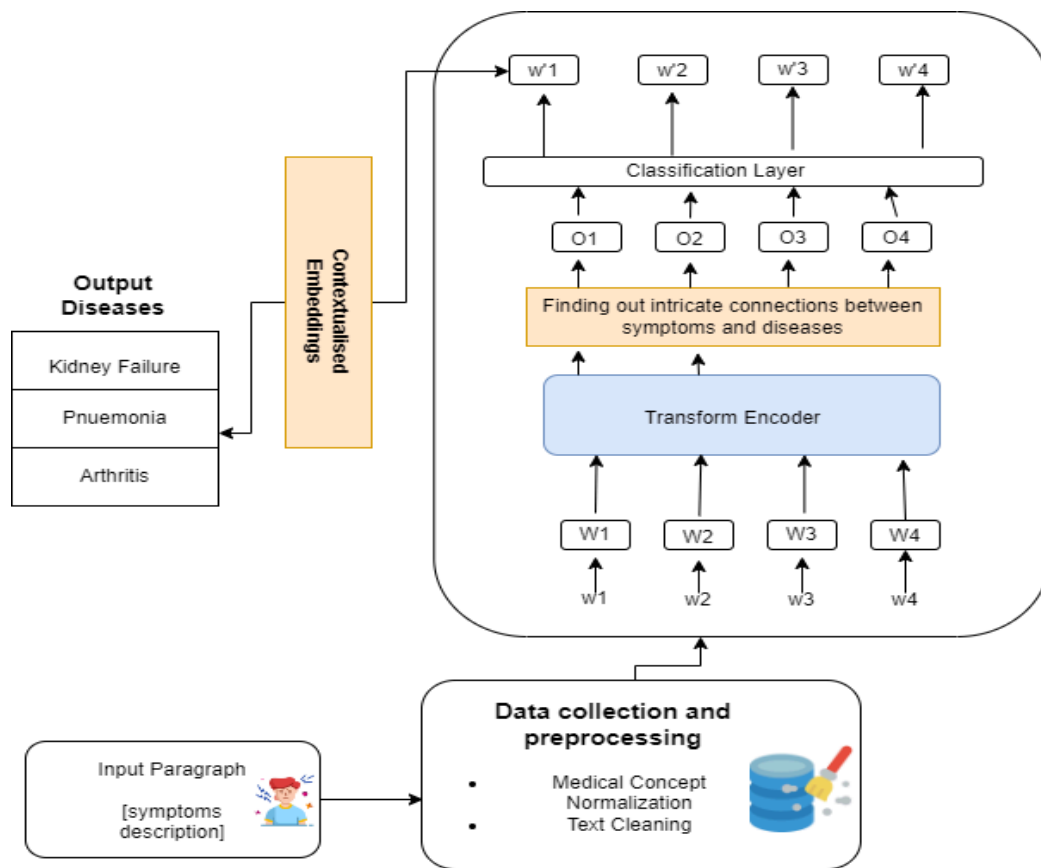 w'1 w'2 w'3 w'4
Classification Layer
O1 O2 O3 O4
Finding out intricate connections between
symptoms and diseases
Transform Encoder
W1 W2 W3 W4
w1 w2 w3 w4
Contextualised
Embeddings
Output
Diseases
Kidney Failure
Pnuemonia
Arthritis
Input Paragraph
[symptoms
description]
Data collection and
preprocessing
• Medical Concept
Normalization
• Text Cleaning